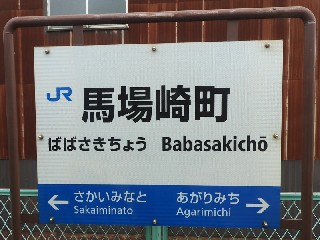 JR 馬場崎町
ばばさきちょう Babasakichō
← さかいみなと あがりみち →
Sakaiminato Agarimichi